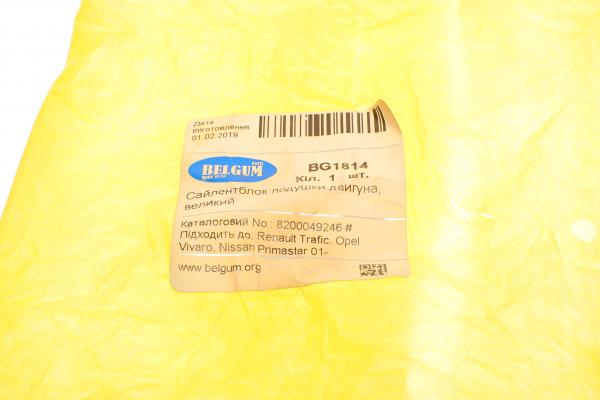 Дата
виготовлення
01.02.2019
BELGUM
PARTS
BG1814
Кіл. 1 шт.
Сайлентблок подушки двигуна,
великий
Каталоговий No.: 8200049246 #
Підходить до: Renault Trafic, Opel
Vivaro, Nissan Primastar 01-
www.belgum.org